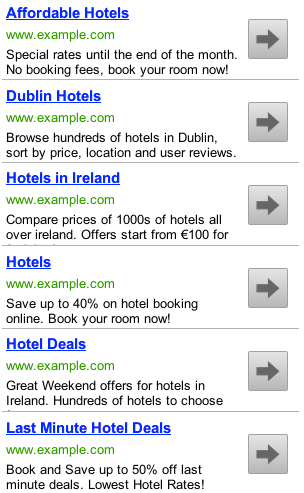 Affordable Hotels
www.example.com
Special rates until the end of the month.
No booking fees, book your room now!
Dublin Hotels
www.example.com
Browse hundreds of hotels in Dublin,
sort by price, location and user reviews.
Hotels in Ireland
www.example.com
Compare prices of 1000s of hotels all
over ireland. Offers start from €100 for
Hotels
www.example.com
Save up to 40% on hotel booking
online. Book your room now!
Hotel Deals
www.example.com
Great Weekend offers for hotels in
Ireland. Hundreds of hotels to choose
Last Minute Hotel Deals
www.example.com
Book and Save up to 50% off last
minute deals. Lowest Hotel Rates!